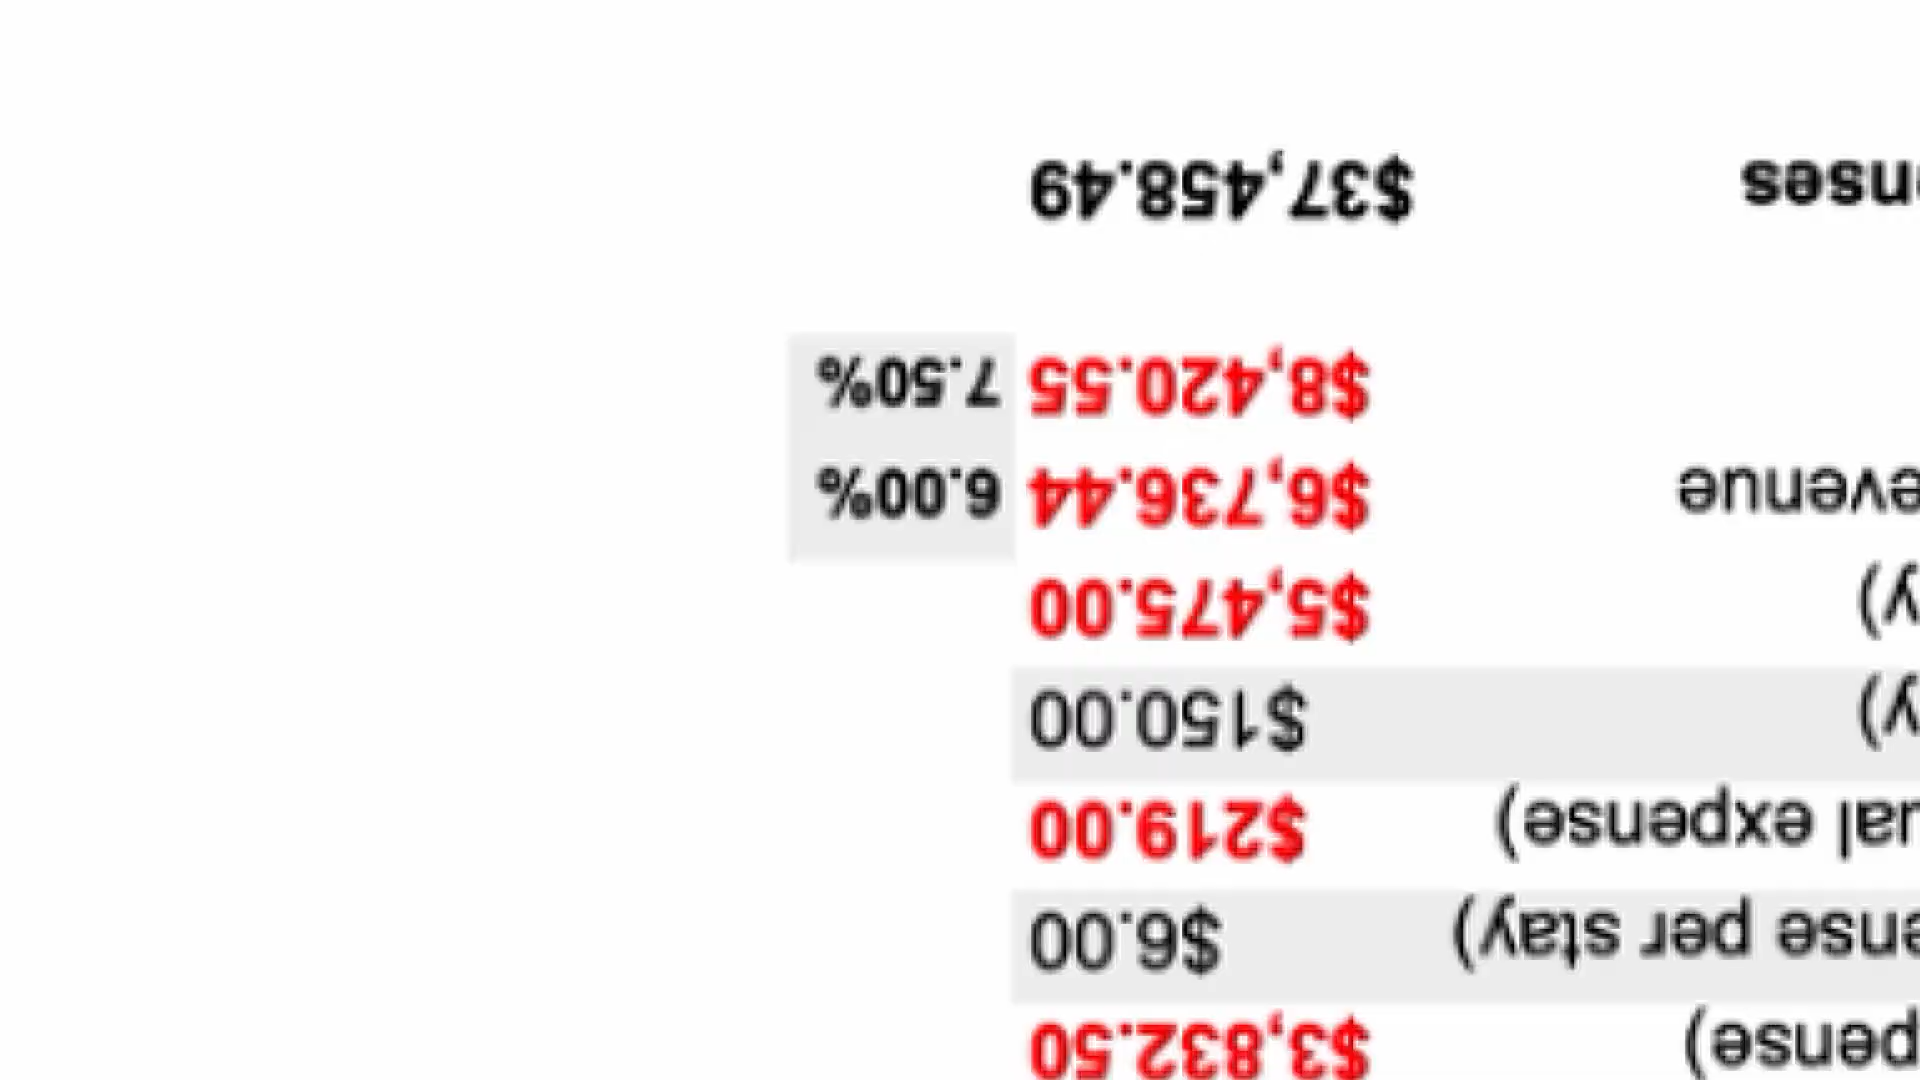 pense) $3,832.50
ense per stay) $6.00
ual expense) $219.00
y) $150.00
y) $5,475.00
evenue $6,736.44 6.00%
$8,420.55 7.50%
enses $37,458.49